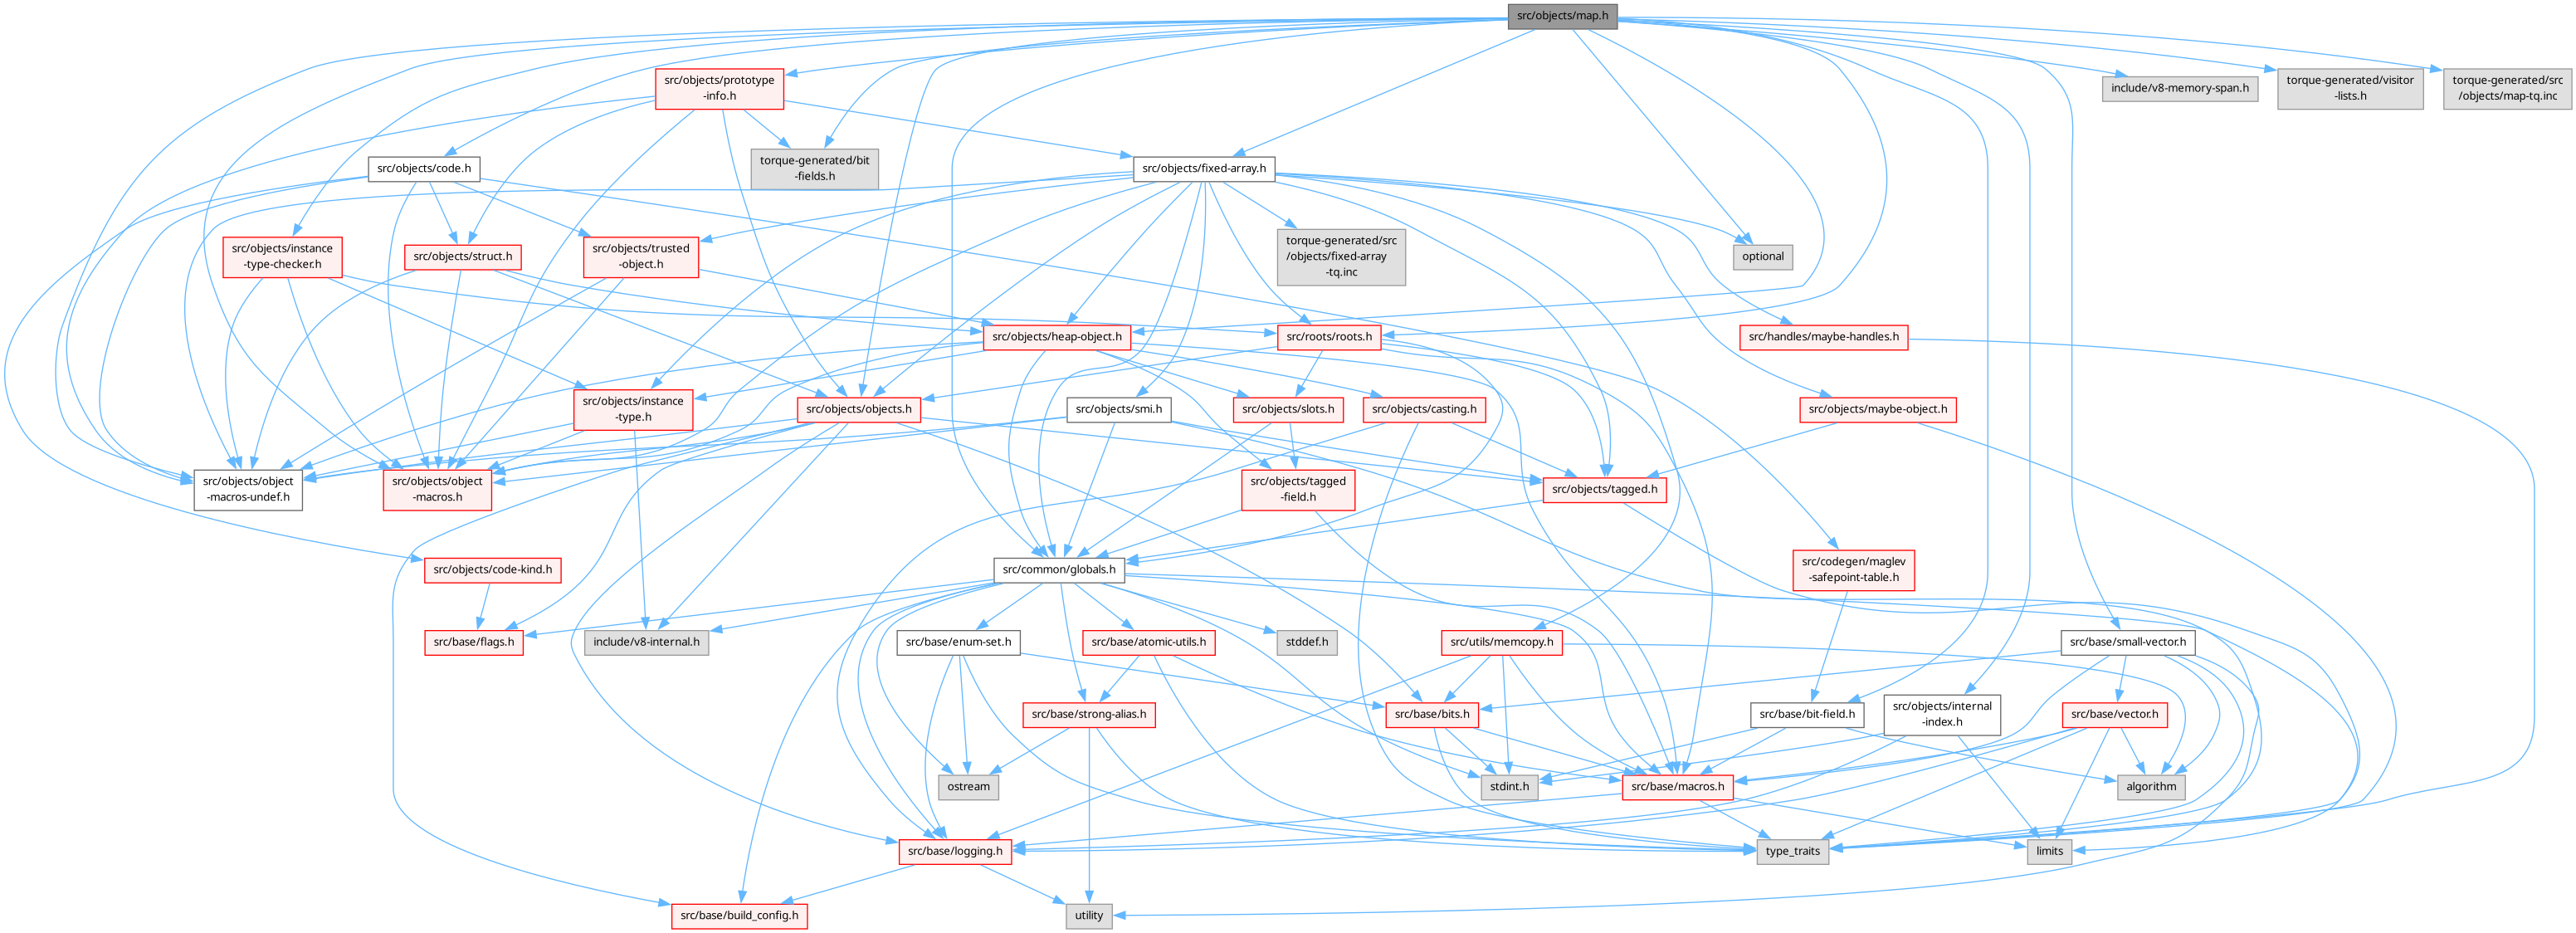 src/objects/map.h
src/objects/prototype
-info.h
include/v8-memory-span.h
torque-generated/visitor
-lists.h
torque-generated/src
/objects/map-tq.inc
src/objects/code.h
torque-generated/bit
-fields.h
src/objects/fixed-array.h
src/objects/instance
-type-checker.h
src/objects/struct.h
src/objects/trusted
-object.h
torque-generated/src
/objects/fixed-array
-tq.inc
optional
src/objects/heap-object.h
src/roots/roots.h
src/handles/maybe-handles.h
src/objects/instance
-type.h
src/objects/objects.h
src/objects/smi.h
src/objects/slots.h
src/objects/casting.h
src/objects/maybe-object.h
src/objects/object
-macros-undef.h
src/objects/object
-macros.h
src/objects/tagged
-field.h
src/objects/tagged.h
src/objects/code-kind.h
src/common/globals.h
src/codegen/maglev
-safepoint-table.h
src/base/flags.h
include/v8-internal.h
src/base/enum-set.h
src/base/atomic-utils.h
stddef.h
src/utils/memcopy.h
src/base/small-vector.h
src/base/strong-alias.h
src/base/bits.h
src/base/bit-field.h
src/objects/internal
-index.h
src/base/vector.h
ostream
stdint.h
src/base/macros.h
algorithm
src/base/logging.h
type_traits
limits
src/base/build_config.h
utility